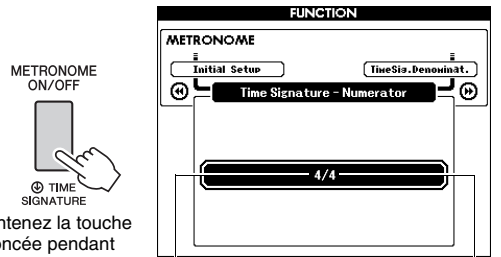 FUNCTION
METRONOME
Initial Setup
TimeSig.Denominat.
Time Signature - Numerator
4/4
METRONOME
ON/OFF
TIME
SIGNATURE
ntenez la touche
oncée pendant